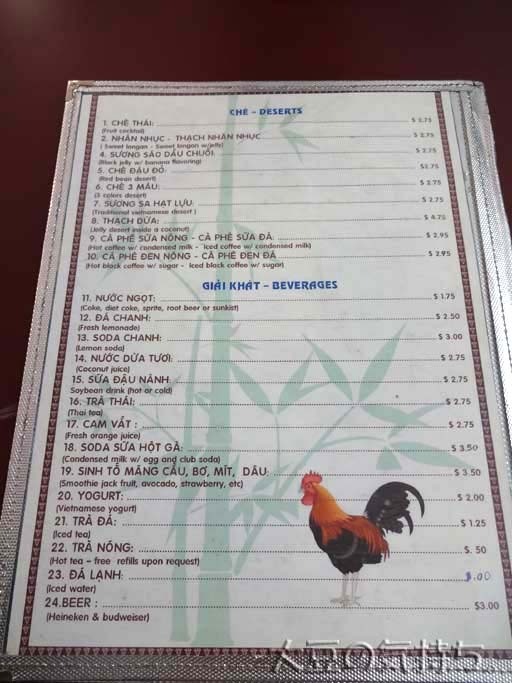 CHÈ - DESERTS
1. CHÈ THÁI: $ 2.75
(Fruit cocktail)
2. NHÃN NHỤC - THẠCH NHÃN NHỤC $ 2.75
( Sweet longan - Sweet longan w/jelly)
4. SƯƠNG SÁO DẦU CHUỐI: $ 2.75
(Black jelly w/ banana flavoring)
5. CHÈ ĐẬU ĐỎ: $2.75
(Red bean desert)
6. CHÈ 3 MÀU: $ 2.75
(3 colors desert)
7. SƯƠNG SA HẠT LỰU: $ 2.75
(Traditional vietnamese desert )
8. THẠCH DỪA: $ 4.75
(Jelly desert inside a coconut)
9. CÀ PHÊ SỮA NÓNG - CÀ PHÊ SỮA ĐÁ $ 2.95
(Hot coffee w/ condensed milk - Iced coffee w/ condensed milk)
10. CÀ PHÊ ĐEN NÓNG - CÀ PHÊ ĐEN ĐÁ $ 2.95
(Hot black coffee w/ sugar - Iced black coffee w/ sugar)
GIẢI KHÁT - BEVERAGES
11. NƯỚC NGỌT: $ 1.75
(Coke, diet coke, sprite, root beer or sunkist)
12. ĐÁ CHANH: $ 2.50
(Fresh lemonade)
13. SODA CHANH: $ 3.00
(Lemon soda)
14. NƯỚC DỪA TƯƠI: $ 2.75
(Coconut juice)
15. SỮA ĐẬU NÀNH: $ 2.75
Soybean drink (hot or cold)
16. TRÀ THÁI: $ 2.75
(Thai tea)
17. CAM VẮT : $ 2.75
(Fresh orange juice)
18. SODA SỮA HỘT GÀ: $ 3.50
(Condensed milk w/ egg and club soda)
19. SINH TỐ MÃNG CẦU, BƠ, MÍT, DÂU: $ 3.50
(Smoothie jack fruit, avocado, strawberry, etc)
20. YOGURT: $ 2.00
(Vietnamese yogurt)
21. TRÀ ĐÁ: $ 1.25
(Iced tea)
22. TRÀ NÓNG: $. 50
(Hot tea – free refills upon request)
23. ĐÁ LẠNH:
(Iced water)
24.BEER : $3.00
(Heineken & budweiser)
大豆の気持ち